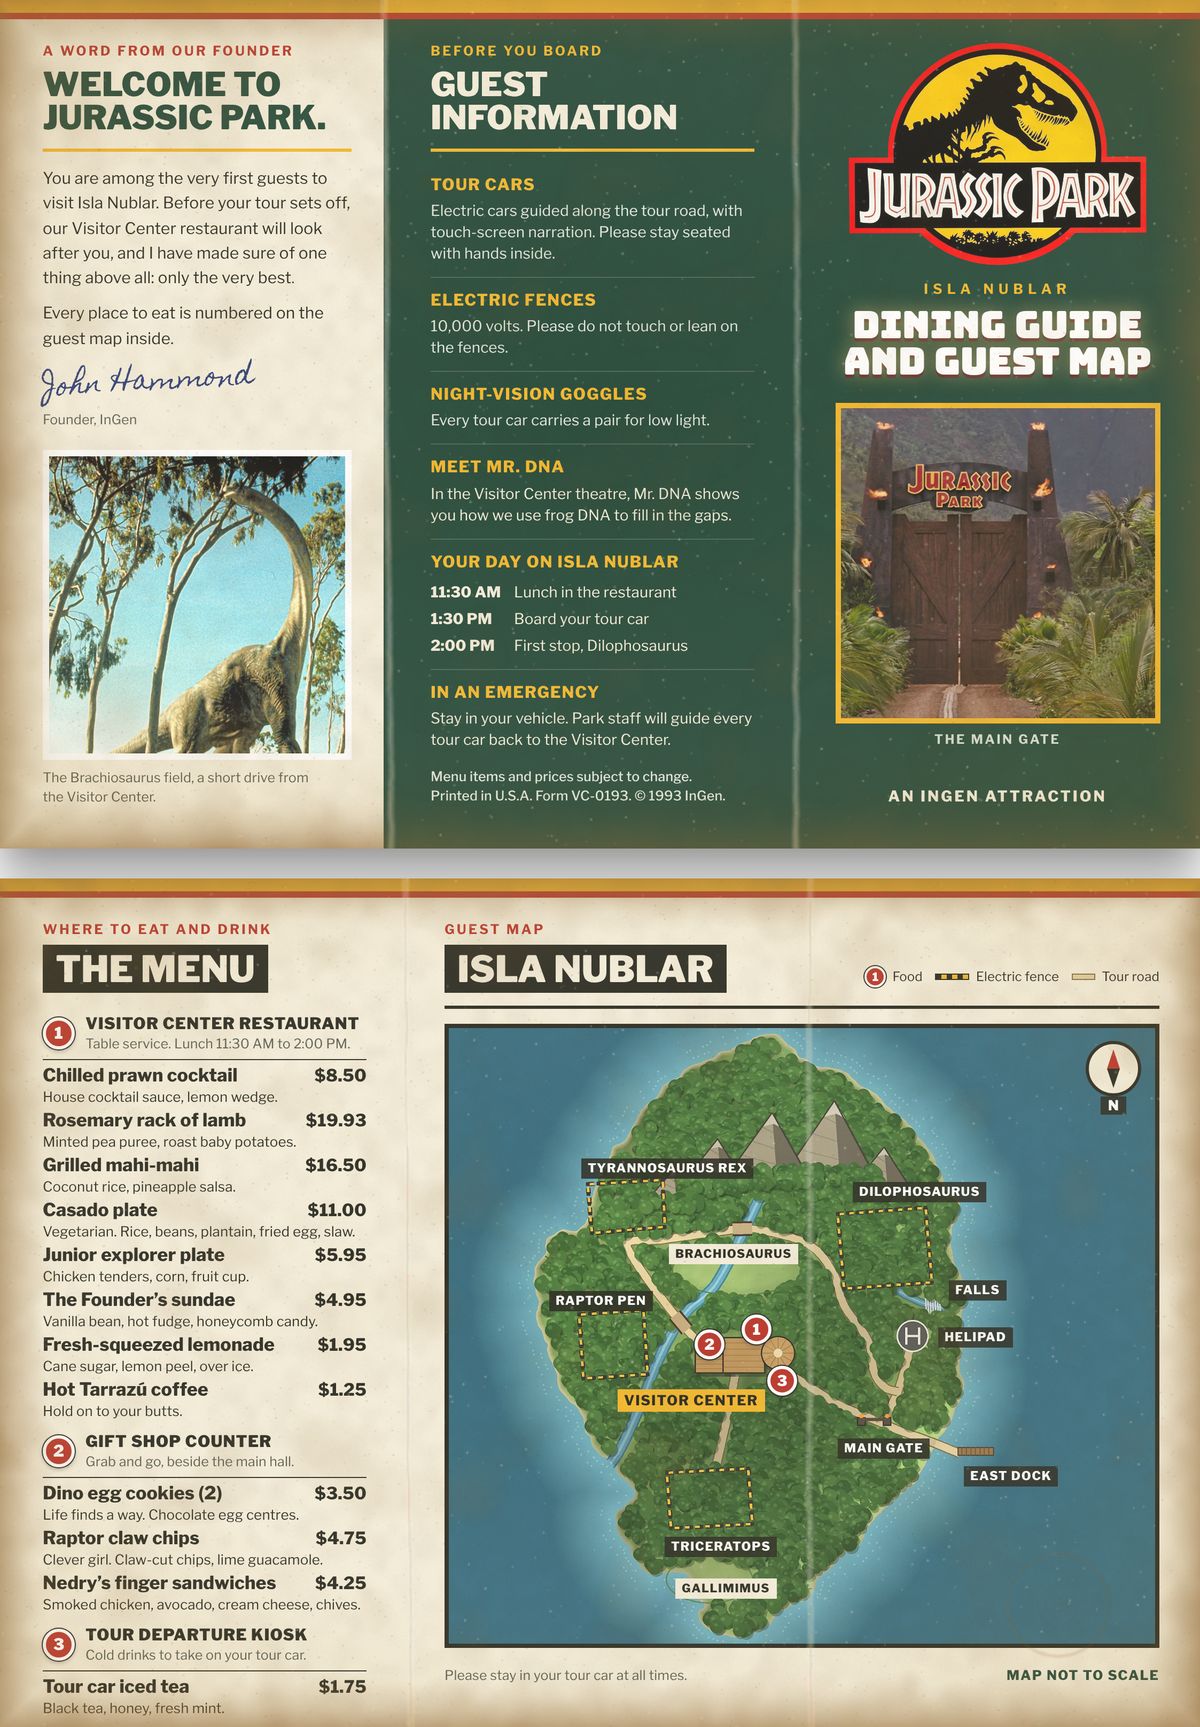 A WORD FROM OUR FOUNDER
WELCOME TO
JURASSIC PARK.
You are among the very first guests to
visit Isla Nublar. Before your tour sets off,
our Visitor Center restaurant will look
after you, and I have made sure of one
thing above all: only the very best.
Every place to eat is numbered on the
guest map inside.
John Hammond
Founder, InGen
The Brachiosaurus field, a short drive from
the Visitor Center.
BEFORE YOU BOARD
GUEST
INFORMATION
TOUR CARS
Electric cars guided along the tour road, with
touch-screen narration. Please stay seated
with hands inside.
ELECTRIC FENCES
10,000 volts. Please do not touch or lean on
the fences.
NIGHT-VISION GOGGLES
Every tour car carries a pair for low light.
MEET MR. DNA
In the Visitor Center theatre, Mr. DNA shows
you how we use frog DNA to fill in the gaps.
YOUR DAY ON ISLA NUBLAR
11:30 AM Lunch in the restaurant
1:30 PM Board your tour car
2:00 PM First stop, Dilophosaurus
IN AN EMERGENCY
Stay in your vehicle. Park staff will guide every
tour car back to the Visitor Center.
Menu items and prices subject to change.
Printed in U.S.A. Form VC-0193. © 1993 InGen.
JURASSIC PARK
ISLA NUBLAR
DINING GUIDE
AND GUEST MAP
JURASSIC
PARK
THE MAIN GATE
AN INGEN ATTRACTION
WHERE TO EAT AND DRINK
THE MENU
1 VISITOR CENTER RESTAURANT
Table service. Lunch 11:30 AM to 2:00 PM.
Chilled prawn cocktail $8.50
House cocktail sauce, lemon wedge.
Rosemary rack of lamb $19.93
Minted pea puree, roast baby potatoes.
Grilled mahi-mahi $16.50
Coconut rice, pineapple salsa.
Casado plate $11.00
Vegetarian. Rice, beans, plantain, fried egg, slaw.
Junior explorer plate $5.95
Chicken tenders, corn, fruit cup.
The Founder’s sundae $4.95
Vanilla bean, hot fudge, honeycomb candy.
Fresh-squeezed lemonade $1.95
Cane sugar, lemon peel, over ice.
Hot Tarrazú coffee $1.25
Hold on to your butts.
2 GIFT SHOP COUNTER
Grab and go, beside the main hall.
Dino egg cookies (2) $3.50
Life finds a way. Chocolate egg centres.
Raptor claw chips $4.75
Clever girl. Claw-cut chips, lime guacamole.
Nedry’s finger sandwiches $4.25
Smoked chicken, avocado, cream cheese, chives.
3 TOUR DEPARTURE KIOSK
Cold drinks to take on your tour car.
Tour car iced tea $1.75
Black tea, honey, fresh mint.
GUEST MAP
ISLA NUBLAR
1 Food Electric fence Tour road
N
TYRANNOSAURUS REX
DILOPHOSAURUS
BRACHIOSAURUS
FALLS
RAPTOR PEN
1
2
H HELIPAD
3
VISITOR CENTER
MAIN GATE
EAST DOCK
TRICERATOPS
GALLIMIMUS
Please stay in your tour car at all times.
MAP NOT TO SCALE